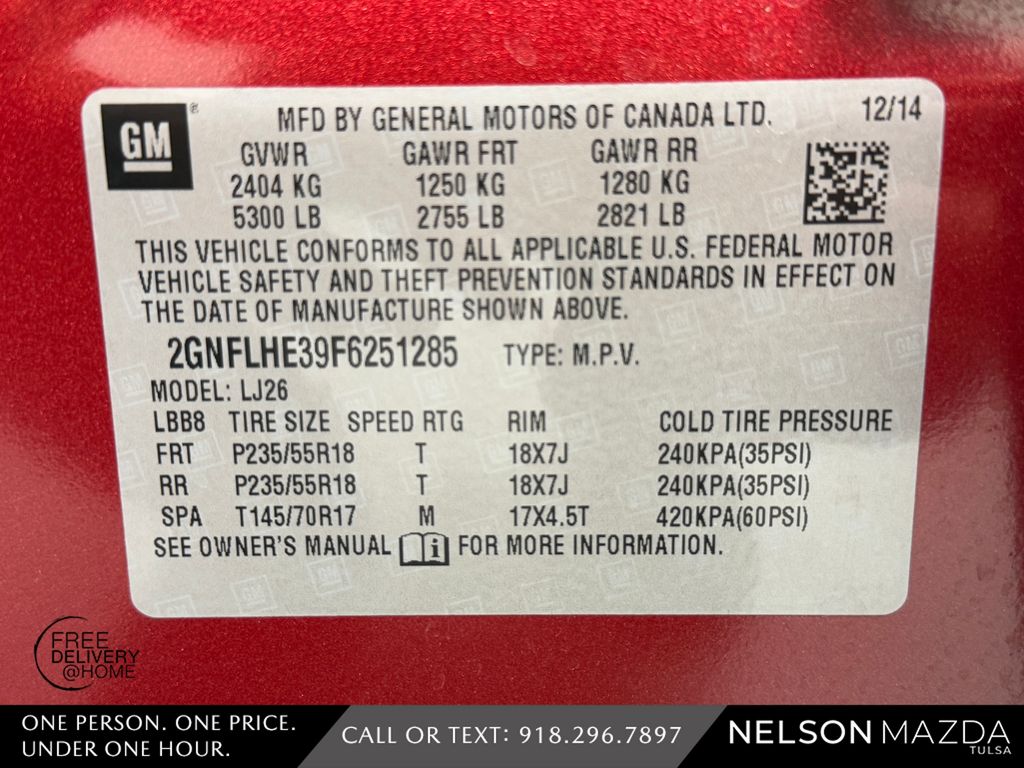 GM ®
MFD BY GENERAL MOTORS OF CANADA LTD. 12/14
GVWR GAWR FRT GAWR RR
2404 KG 1250 KG 1280 KG
5300 LB 2755 LB 2821 LB
THIS VEHICLE CONFORMS TO ALL APPLICABLE U.S. FEDERAL MOTOR
VEHICLE SAFETY AND THEFT PREVENTION STANDARDS IN EFFECT ON
THE DATE OF MANUFACTURE SHOWN ABOVE.
2GNFLHE39F6251285 TYPE: M.P.V.
MODEL: LJ26
LBB8 TIRE SIZE SPEED RTG RIM COLD TIRE PRESSURE
FRT P235/55R18 T 18X7J 240KPA(35PSI)
RR P235/55R18 T 18X7J 240KPA(35PSI)
SPA T145/70R17 M 17X4.5T 420KPA(60PSI)
SEE OWNER'S MANUAL FOR MORE INFORMATION.
FREE
DELIVERY
@HOME
ONE PERSON. ONE PRICE.
UNDER ONE HOUR.
CALL OR TEXT: 918.296.7897
NELSON MAZDA
TULSA